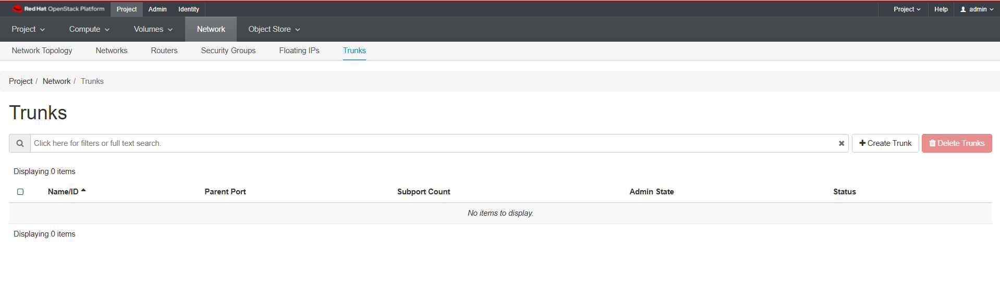 Red Hat OpenStack Platform Project Admin Identity Project Help admin
Project Compute Volumes Network Object Store
Network Topology Networks Routers Security Groups Floating IPs Trunks
Project / Network / Trunks
Trunks
Click here for filters or full text search. Create Trunk Delete Trunks
Displaying 0 items
Name/ID Parent Port Subport Count Admin State Status
No items to display.
Displaying 0 items